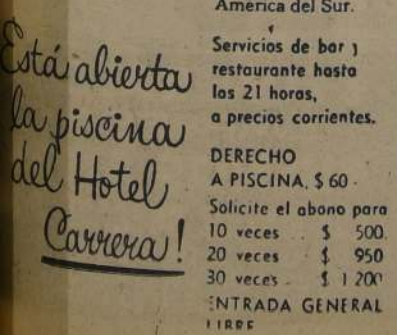 Está abierta
la piscina
del Hotel
Carrera!
América del Sur.
Servicios de bar y
restaurante hasta
las 21 horas,
a precios corrientes.
DERECHO
A PISCINA, $ 60.
Solicite el abono para
10 veces .. $ 500.
20 veces $ 950
30 veces . $ 1 200
ENTRADA GENERAL
LIBRE